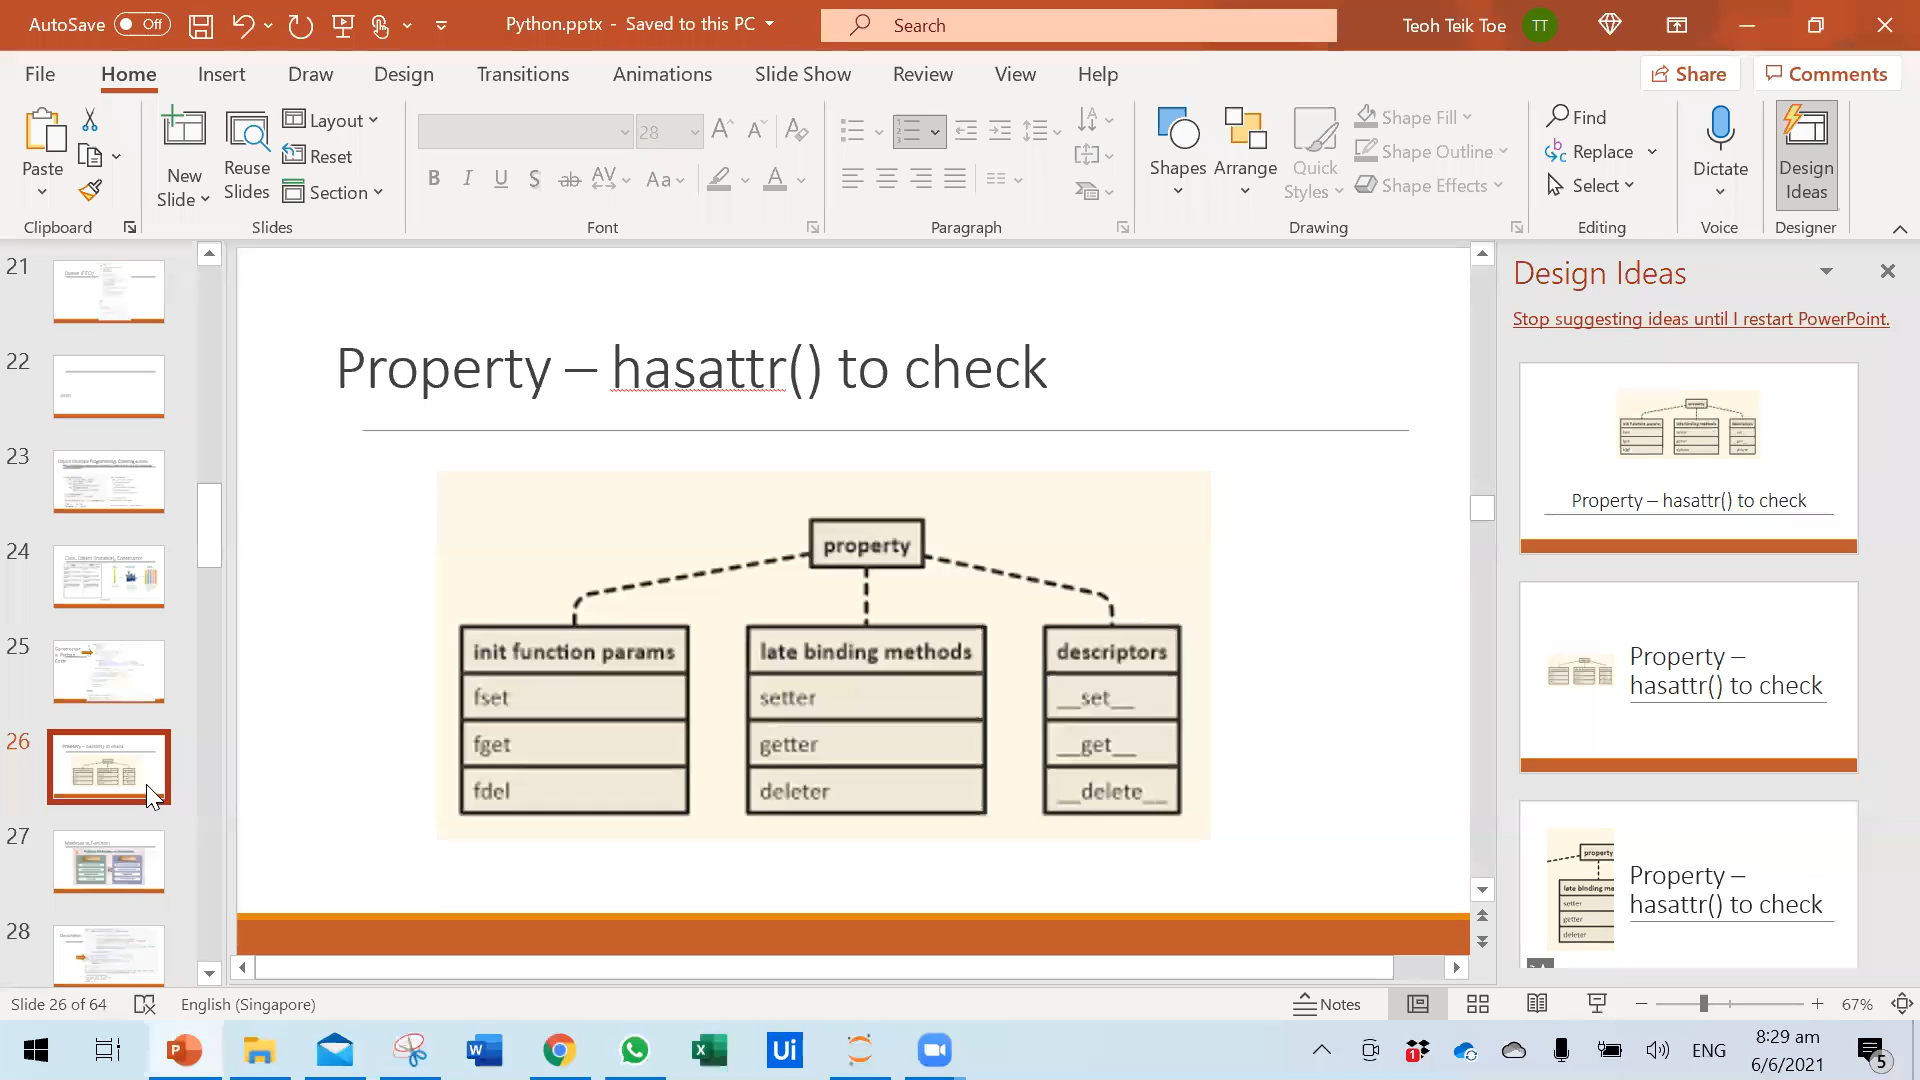 AutoSave Off Python.pptx - Saved to this PC Search Teoh Teik Toe TT
File Home Insert Draw Design Transitions Animations Slide Show Review View Help Share Comments
Paste
New Slide
Reuse Slides
Layout
Reset
Section
28
Shapes
Arrange
Quick Styles
Shape Fill
Shape Outline
Shape Effects
Find
Replace
Select
Dictate
Design Ideas
Clipboard Slides Font Paragraph Drawing Editing Voice Designer
21
22
23
24
25
26
27
28
Property – hasattr() to check
property
init function params
fset
fget
fdel
late binding methods
setter
getter
deleter
descriptors
__set__
__get__
__delete__
Design Ideas
Stop suggesting ideas until I restart PowerPoint.
Property – hasattr() to check
Property –
hasattr() to check
Property –
hasattr() to check
Slide 26 of 64 English (Singapore) Notes 67%
ENG
8:29 am
6/6/2021
5